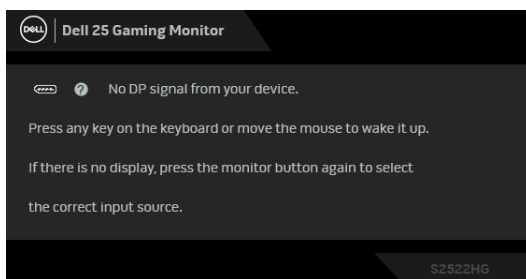 DELL
Dell 25 Gaming Monitor
No DP signal from your device.
Press any key on the keyboard or move the mouse to wake it up.
If there is no display, press the monitor button again to select
the correct input source.
S2522HG